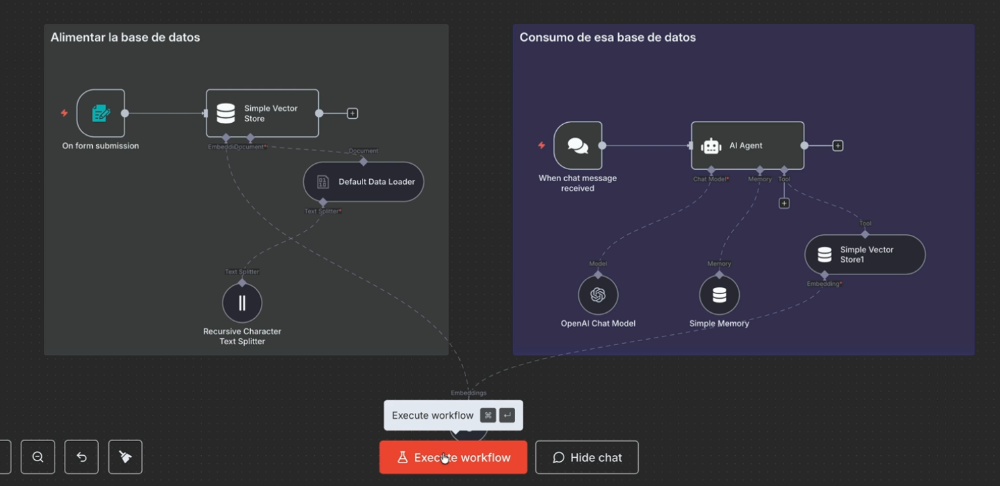 Alimentar la base de datos
Consumo de esa base de datos
Simple Vector
Store
On form submission
Document*
Document
Default Data Loader
Text Splitter*
Text Splitter
Recursive Character
Text Splitter
AI Agent
When chat message
received
Chat Model*
Memory
Tool
Tool
Simple Vector
Store1
Embedding*
Model
Memory
OpenAI Chat Model
Simple Memory
Embeddings
Execute workflow ⌘ ↵
Execute workflow
Hide chat